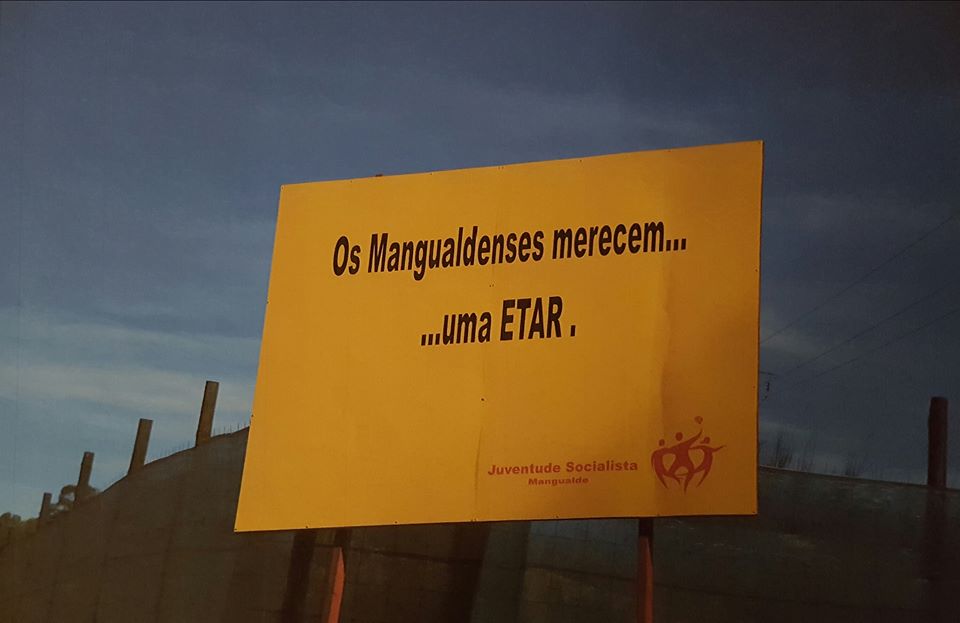 Os Mangualdenses merecem...
...uma ETAR .
Juventude Socialista
Mangualde